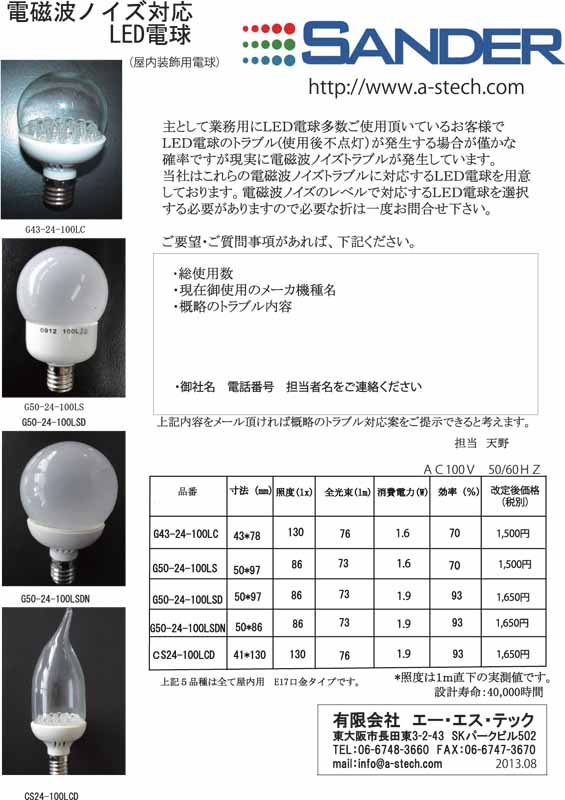 電磁波ノイズ対応
LED電球
(屋内装飾用電球)
SANDER
http://www.a-stech.com
主として業務用にLED電球多数ご使用頂いているお客様で
LED電球のトラブル(使用後不点灯)が発生する場合が僅かな
確率ですが現実に電磁波ノイズトラブルが発生しています。
当社はこれらの電磁波ノイズトラブルに対応するLED電球を用意
しております。電磁波ノイズのレベルで対応するLED電球を選択
する必要がありますので必要な折は一度お問合せ下さい。
G43-24-100LC
ご要望・ご質問事項があれば、下記ください。
・総使用数
・現在御使用のメーカ機種名
・概略のトラブル内容
・御社名 電話番号 担当者名をご連絡ください
0912 100L
G50-24-100LS
G50-24-100LSD
上記内容をメール頂ければ概略のトラブル対応案をご提示できると考えます。
担当 天野
AC100V 50/60HZ
品番 寸法 (mm) 照度(lx) 全光束(lm) 消費電力(W) 効率 (%) 改定後価格
(税別)
G43-24-100LC 43*78 130 76 1.6 70 1,500円
G50-24-100LS 50*97 86 73 1.6 70 1,500円
G50-24-100LSD 50*97 86 73 1.9 93 1,650円
G50-24-100LSDN 50*86 86 73 1.9 93 1,650円
CS24-100LCD 41*130 130 76 1.9 93 1,650円
G50-24-100LSDN
上記5品種は全て屋内用 E17口金タイプです。
*照度は1m直下の実測値です。
設計寿命:40,000時間
有限会社 エー・エス・テック
東大阪市長田東3-2-43 SKパークビル502
TEL:06-6748-3660 FAX:06-6747-3670
mail:info@a-stech.com 2013.08
CS24-100LCD